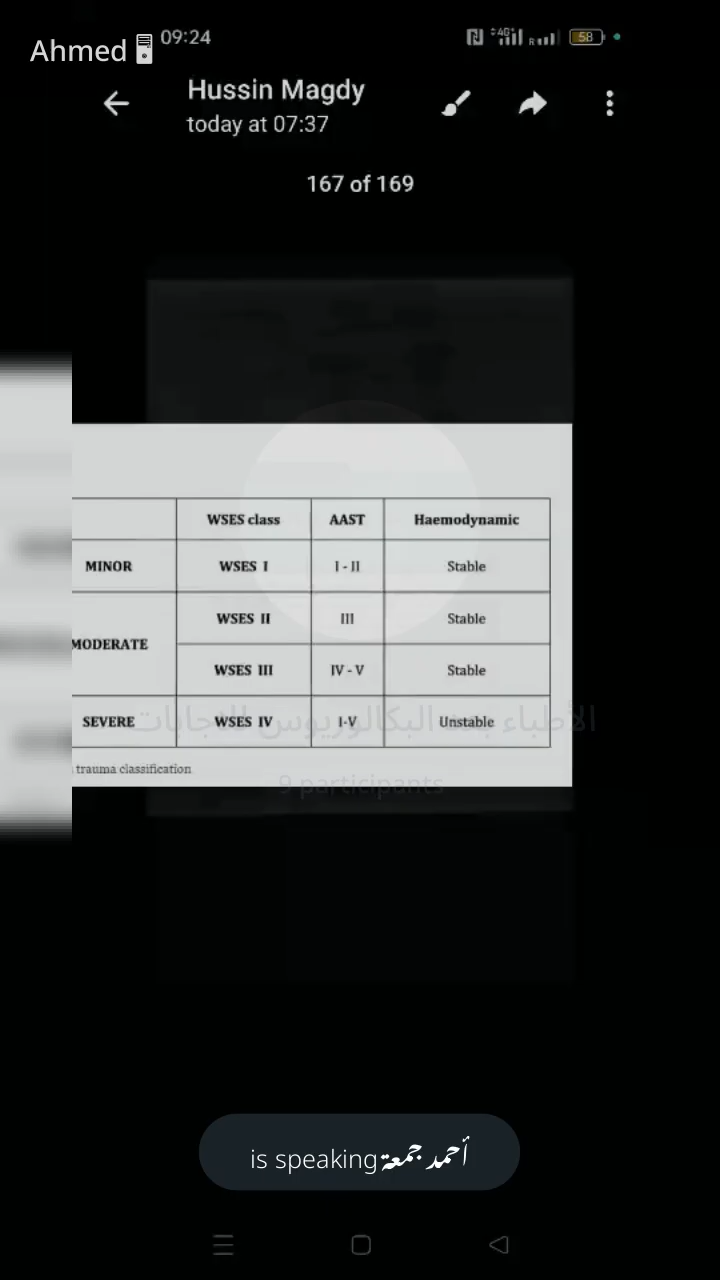 Ahmed
09:24
58
Hussin Magdy
today at 07:37
167 of 169
WSES class AAST Haemodynamic
MINOR WSES I I - II Stable
WSES II III Stable
MODERATE
WSES III IV - V Stable
SEVERE WSES IV I-V Unstable
trauma classification
الأطباء بعد البكالوريوس للاجابات
9 participants
is speaking أحمد جمعة